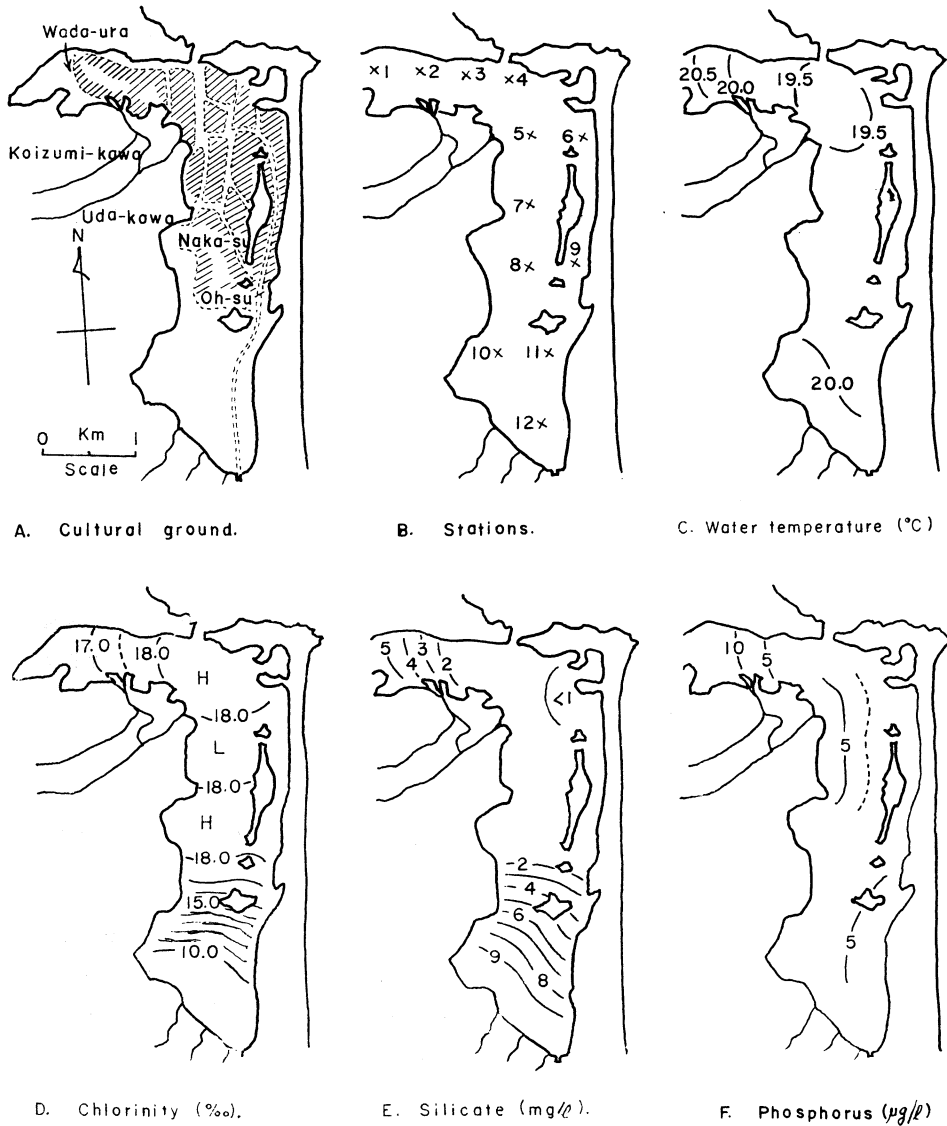 Wada-ura
Koizumi-kawa
Uda-kawa
N
Naka-su
Oh-su
0 Km 1
Scale
A. Cultural ground.
×1 ×2 ×3 ×4
5× 6×
7×
9
8× ×
10× 11×
12×
B. Stations.
20.5 20.0 19.5
19.5
20.0
C. Water temperature (°C)
17.0 18.0
H
18.0
L
18.0
H
18.0
15.0
10.0
D. Chlorinity (‰).
5 4 3 2
<1
2
4
6
9 8
E. Silicate (mg/ℓ).
10 5
5
5
F. Phosphorus (μg/ℓ)